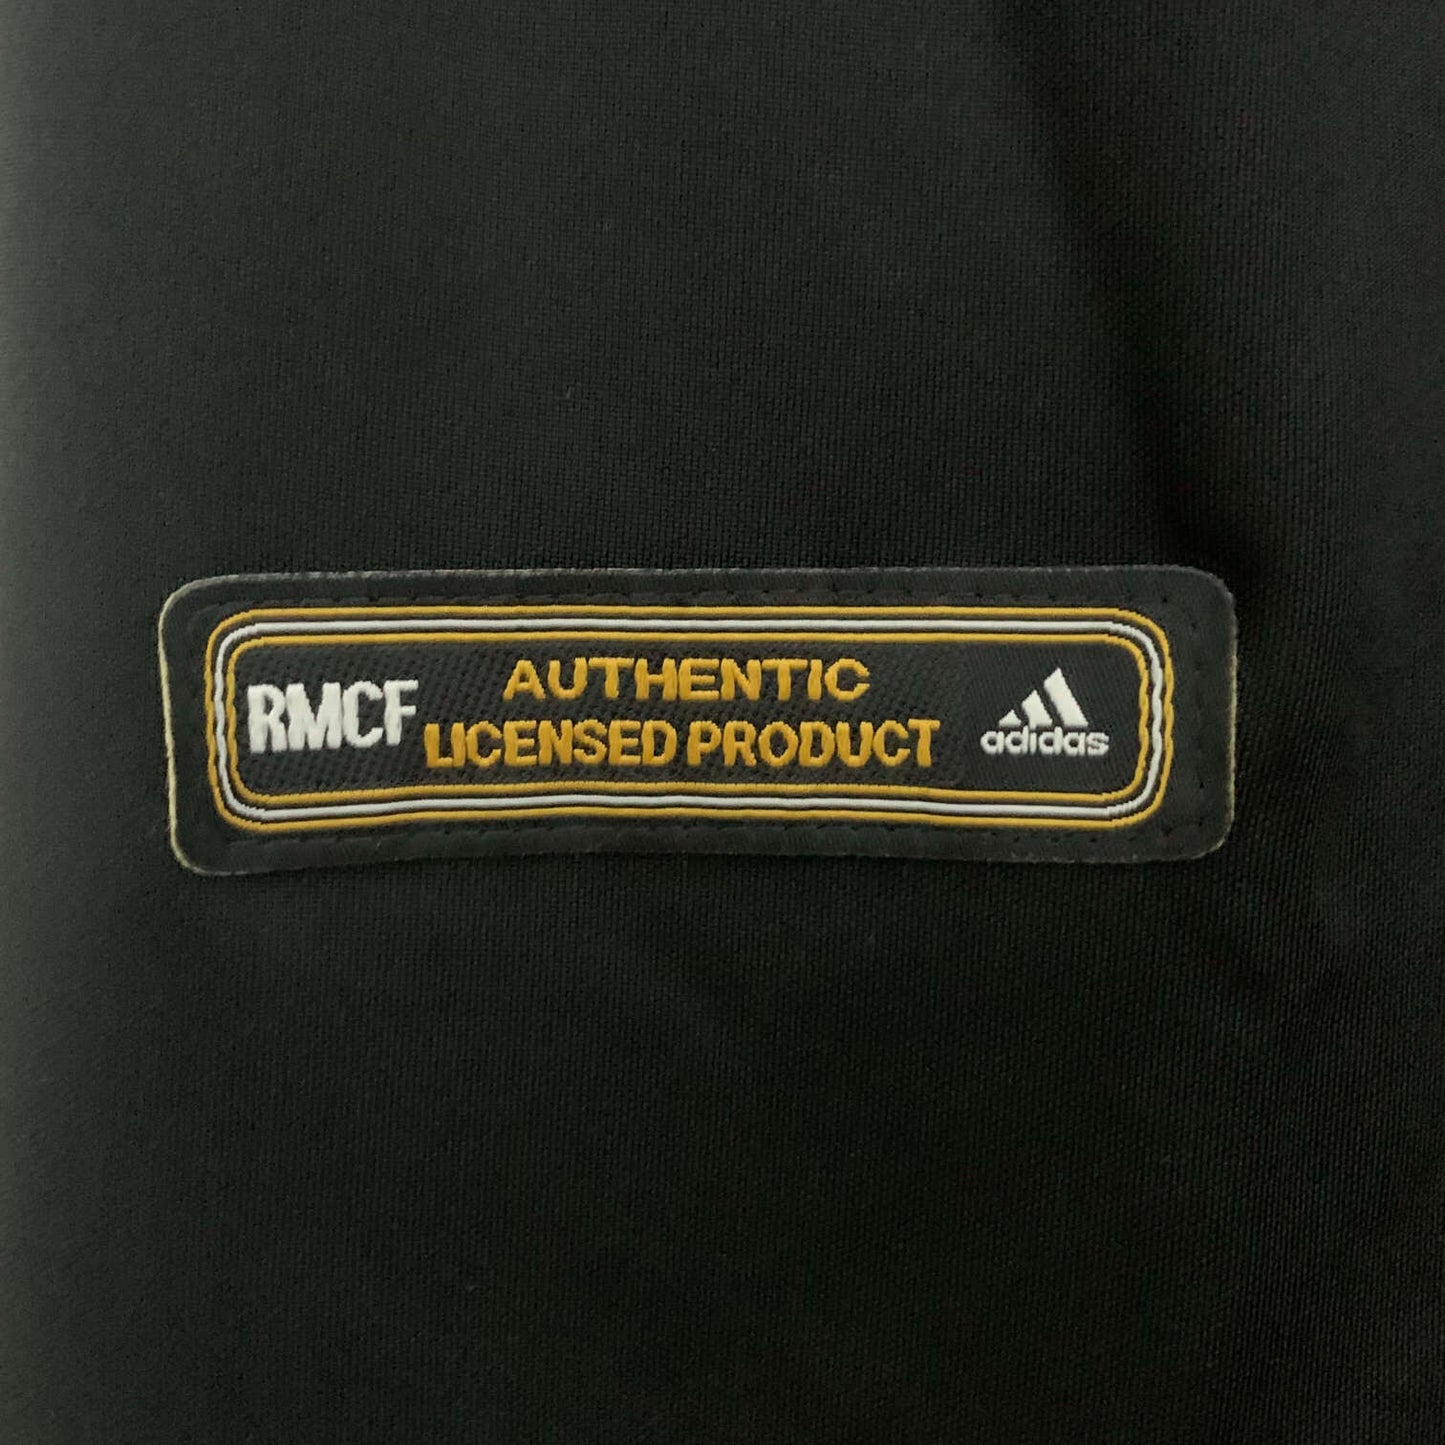 RMCF
AUTHENTIC
LICENSED PRODUCT
adidas